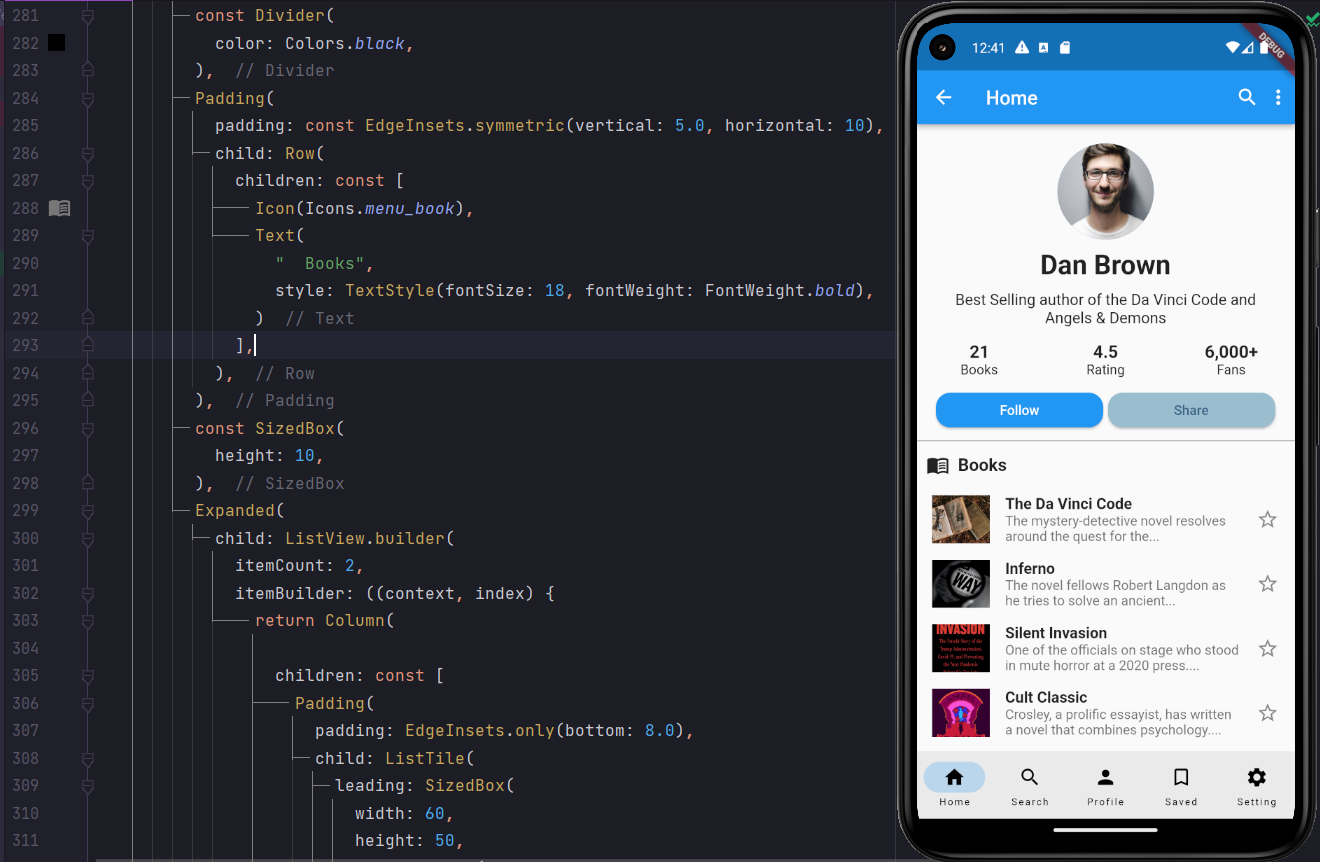 281 const Divider(
282 color: Colors.black,
283 ), // Divider
284 Padding(
285 padding: const EdgeInsets.symmetric(vertical: 5.0, horizontal: 10),
286 child: Row(
287 children: const [
288 Icon(Icons.menu_book),
289 Text(
290 "  Books",
291 style: TextStyle(fontSize: 18, fontWeight: FontWeight.bold),
292 ) // Text
293 ],
294 ), // Row
295 ), // Padding
296 const SizedBox(
297 height: 10,
298 ), // SizedBox
299 Expanded(
300 child: ListView.builder(
301 itemCount: 2,
302 itemBuilder: ((context, index) {
303 return Column(
304
305 children: const [
306 Padding(
307 padding: EdgeInsets.only(bottom: 8.0),
308 child: ListTile(
309 leading: SizedBox(
310 width: 60,
311 height: 50,
12:41 A
DEBUG
Home
Dan Brown
Best Selling author of the Da Vinci Code and
Angels & Demons
21 4.5 6,000+
Books Rating Fans
Follow Share
Books
The Da Vinci Code
The mystery-detective novel resolves
around the quest for the...
WAY
Inferno
The novel fellows Robert Langdon as
he tries to solve an ancient...
INVASION
Silent Invasion
One of the officials on stage who stood
in mute horror at a 2020 press....
Cult Classic
Crosley, a prolific essayist, has written
a novel that combines psychology....
Home Search Profile Saved Setting